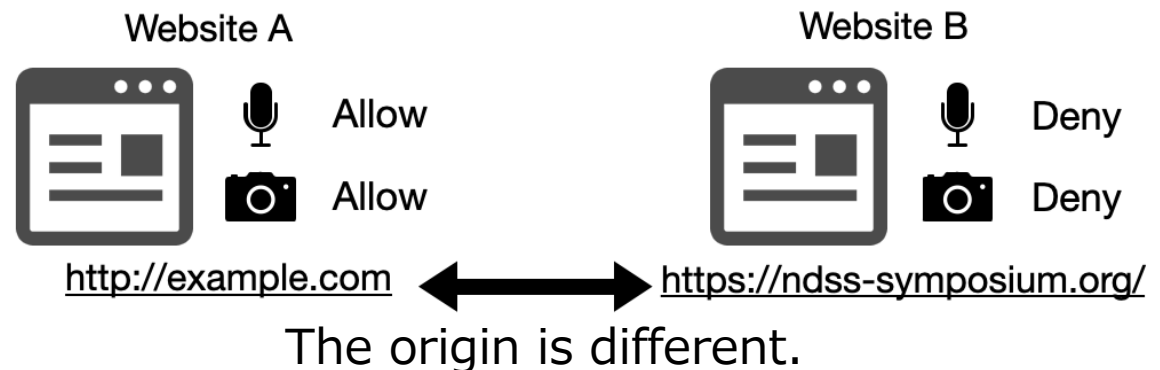 Website A
Allow
Allow
http://example.com
Website B
Deny
Deny
https://ndss-symposium.org/
The origin is different.